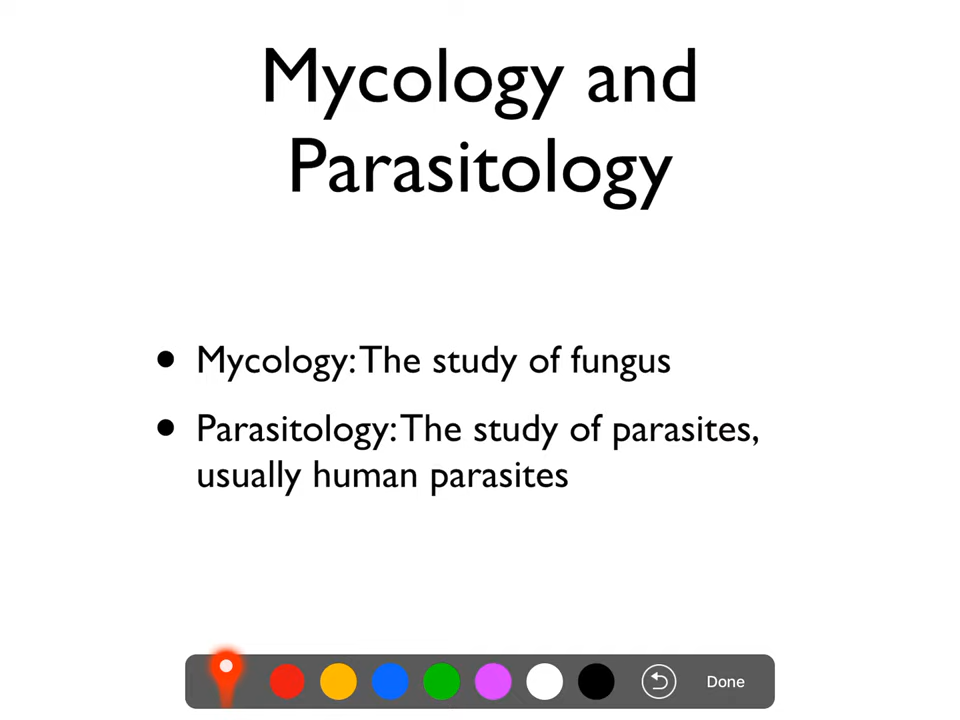 Mycology and
Parasitology
• Mycology: The study of fungus
• Parasitology: The study of parasites,
usually human parasites
Done